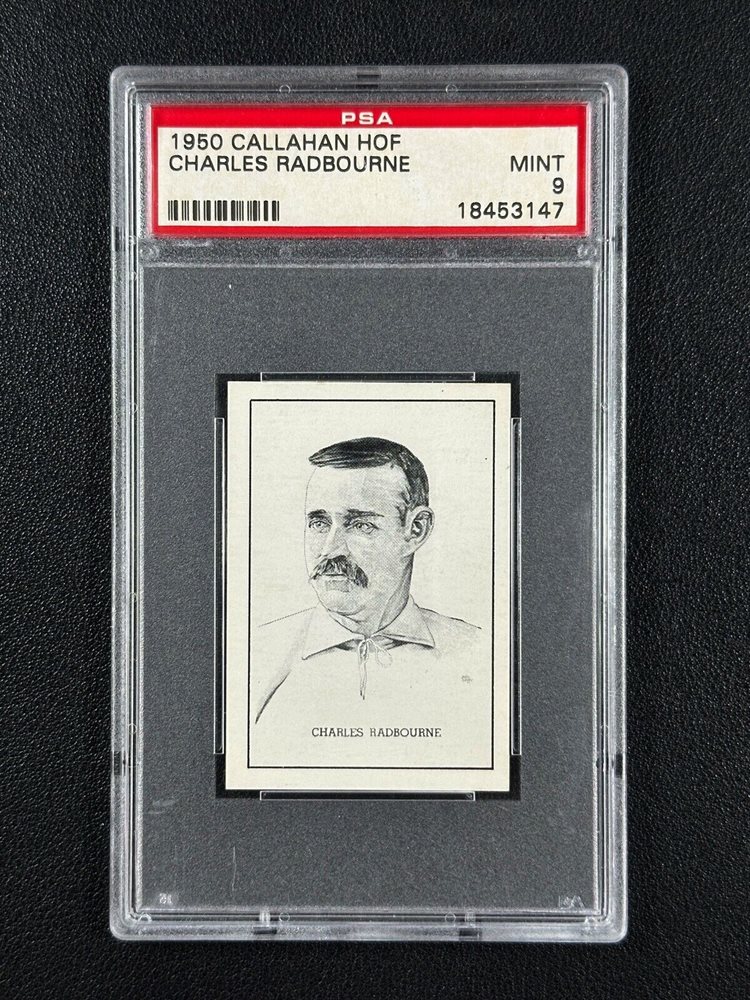 PSA
1950 CALLAHAN HOF
CHARLES RADBOURNE MINT
9
18453147
CHARLES RADBOURNE